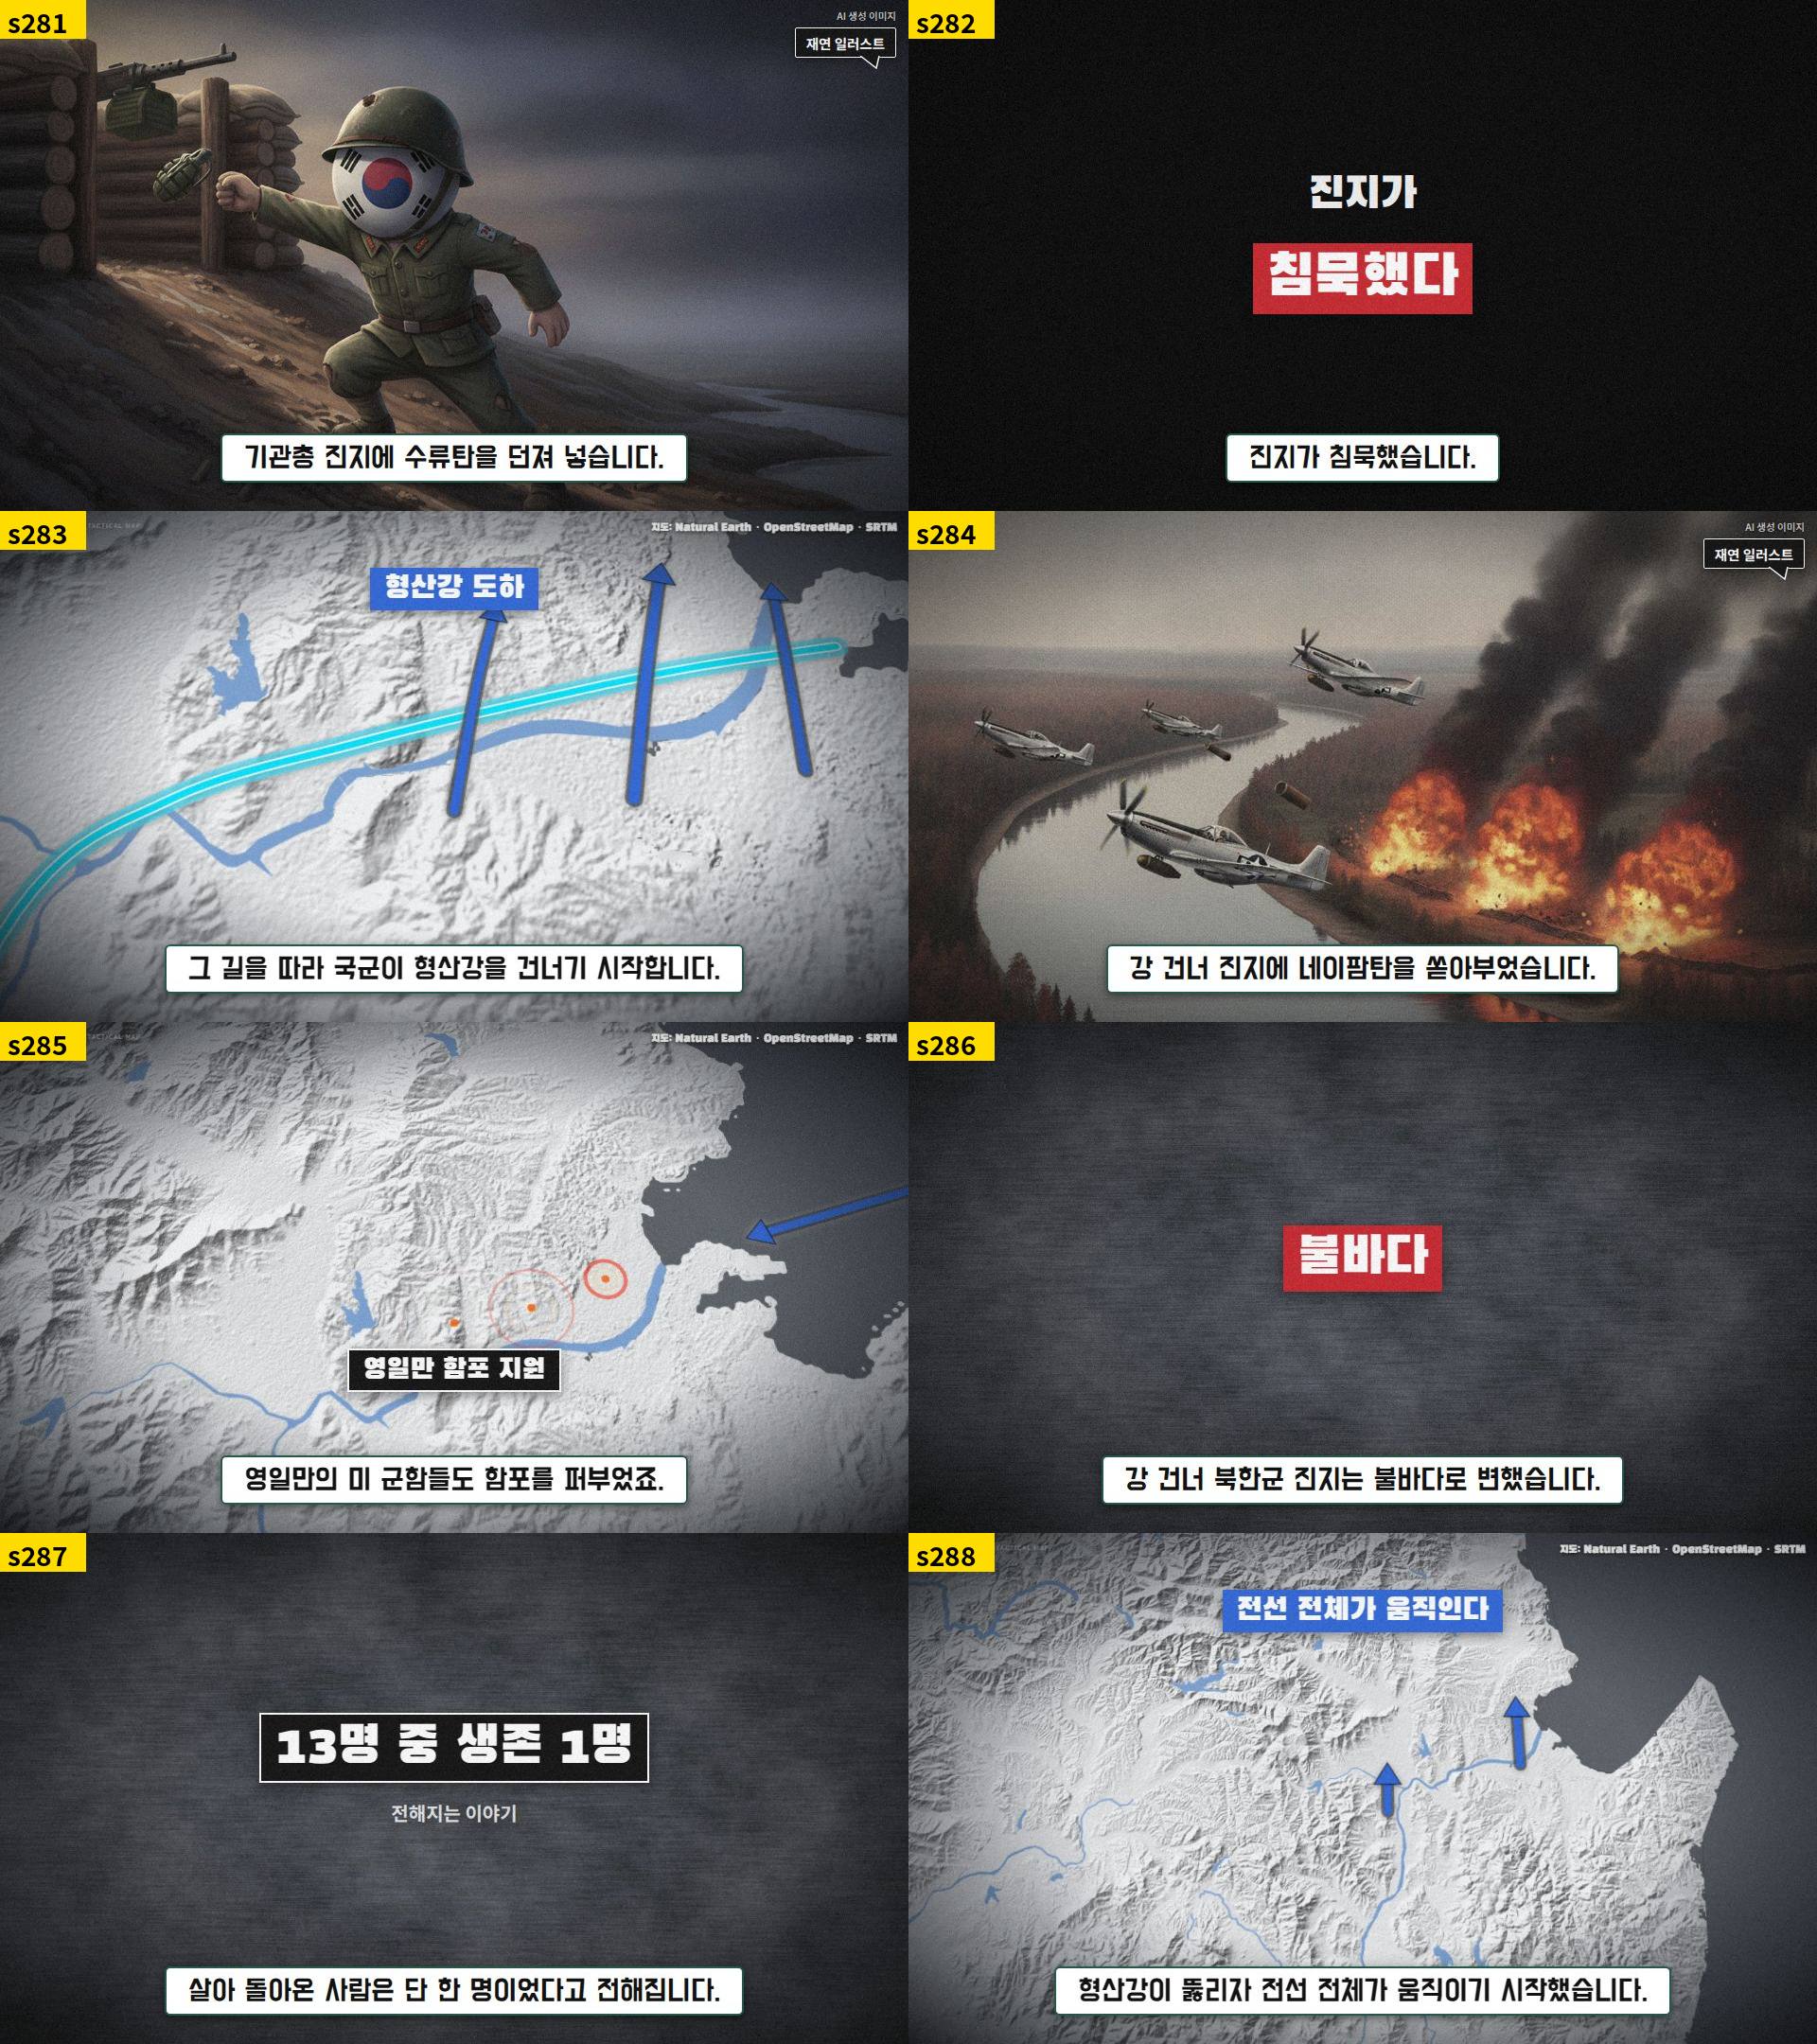 s281
AI 생성 이미지
재연 일러스트
기관총 진지에 수류탄을 던져 넣습니다.
s282
진지가
침묵했다
진지가 침묵했습니다.
s283
TACTICAL MAP
지도: Natural Earth · OpenStreetMap · SRTM
형산강 도하
그 길을 따라 국군이 형산강을 건너기 시작합니다.
s284
AI 생성 이미지
재연 일러스트
강 건너 진지에 네이팜탄을 쏟아부었습니다.
s285
TACTICAL MAP
지도: Natural Earth · OpenStreetMap · SRTM
영일만 함포 지원
영일만의 미 군함들도 함포를 퍼부었죠.
s286
불바다
강 건너 북한군 진지는 불바다로 변했습니다.
s287
13명 중 생존 1명
전해지는 이야기
살아 돌아온 사람은 단 한 명이었다고 전해집니다.
s288
지도: Natural Earth · OpenStreetMap · SRTM
전선 전체가 움직인다
형산강이 뚫리자 전선 전체가 움직이기 시작했습니다.